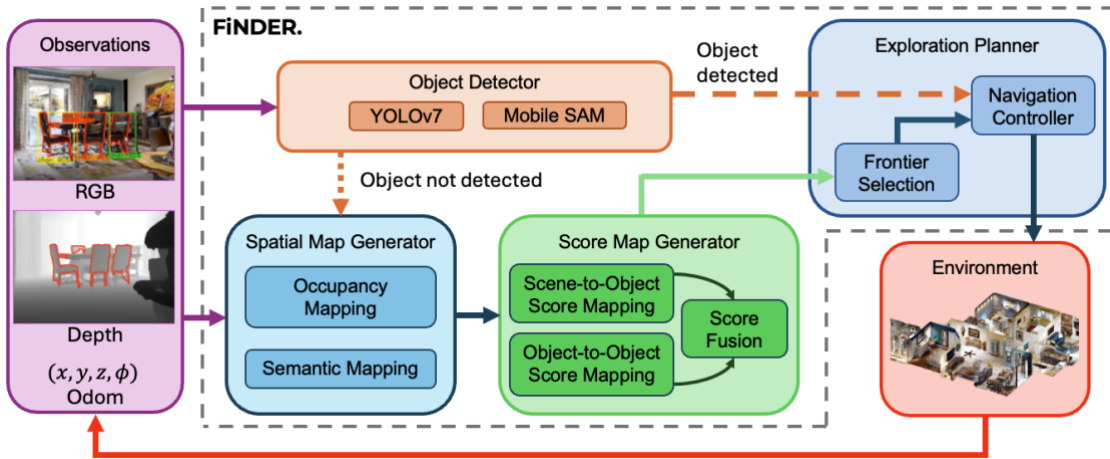 FiNDER.
Observations
RGB
Depth
(x, y, z, ϕ)
Odom
Object Detector
YOLOv7
Mobile SAM
Object
detected
Object not detected
Spatial Map Generator
Occupancy
Mapping
Semantic Mapping
Score Map Generator
Scene-to-Object
Score Mapping
Object-to-Object
Score Mapping
Score
Fusion
Exploration Planner
Navigation
Controller
Frontier
Selection
Environment